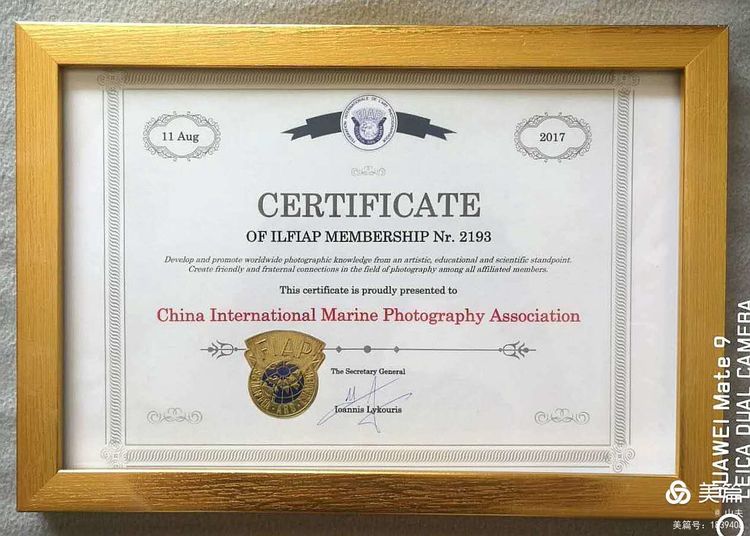 11 Aug
2017
FIAP
CERTIFICATE
OF ILFIAP MEMBERSHIP Nr. 2193
Develop and promote worldwide photographic knowledge from an artistic, educational and scientific standpoint.
Create friendly and fraternal connections in the field of photography among all affiliated members.
This certificate is proudly presented to
China International Marine Photography Association
FIAP
The Secretary General
Ioannis Lykouris
HUAWEI Mate 9
LEICA DUAL CAMERA
美篇
山夫